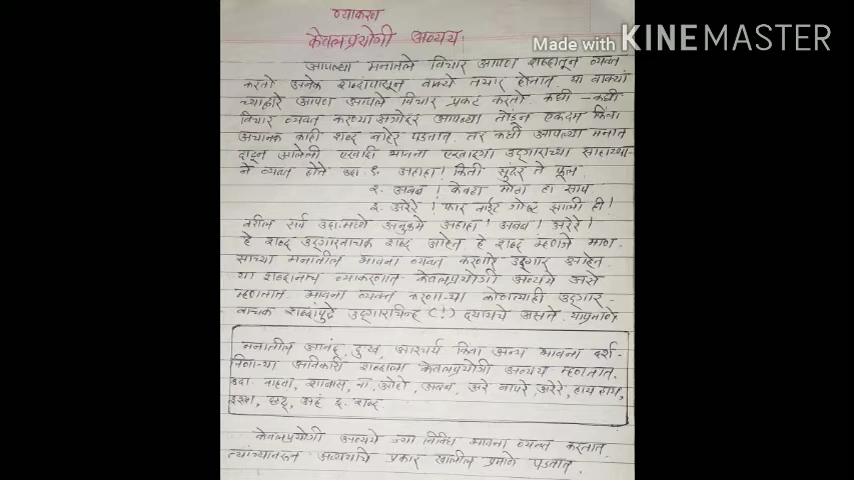 व्याकरण
केवलप्रयोगी अव्यय:
Made with KINEMASTER
आपल्या मनातले विचार आपण शब्दातून व्यक्त
करतो अनेक शब्दांपासून वाक्ये तयार होतात. या वाक्यां
च्याद्वारे आपण आपले विचार प्रकट करतो. कधी - कधी
विचार व्यक्त करण्या अगोदर आपल्या तोंडून एकदम किंवा
अचानक काही शब्द बाहेर पडतात. तर कधी आपल्या मनात
दाटून आलेली एखादी भावना एखाद्या उद्गाराच्या साहाय्या-
ने व्यक्त होते उदा. १. अहाहा! किती सुंदर ते फूल.
२. अबब! केवढा मोठा हा साप
३. अरेरे! फार वाईट गोष्ट झाली ही!
वरील सर्व उदा.मध्ये अनुक्रमे अहाहा! अबब! अरेरे!
हे शब्द उद्गारवाचक शब्द आहेत. हे शब्द म्हणजे माण-
साच्या मनातील भावना व्यक्त करणारे उद्गार आहेत.
या शब्दानाच व्याकरणात केवलप्रयोगी अव्यये असे
म्हणतात. भावना व्यक्त करणा-या कोणत्याही उद्गार-
वाचक शब्दांपुढे उद्गारचिन्ह (!) द्यायचे असते.
मनातील आनंद, दुःख, आश्चर्य किंवा अन्य भावना दर्श-
विणा-या अविकारी शब्दाला केवलप्रयोगी अव्यय म्हणतात.
उदा. वाहवा, शाबास, वा, ओहो, अबब, अरे बापरे, अरेरे, हाय हाय,
इश्श, छट्, अहं इ. शब्द.
केवलप्रयोगी अव्यये ज्या विविध भावना व्यक्त करतात
त्यांच्यावरून अव्ययाचे प्रकार खालील प्रमाणे पडतात.